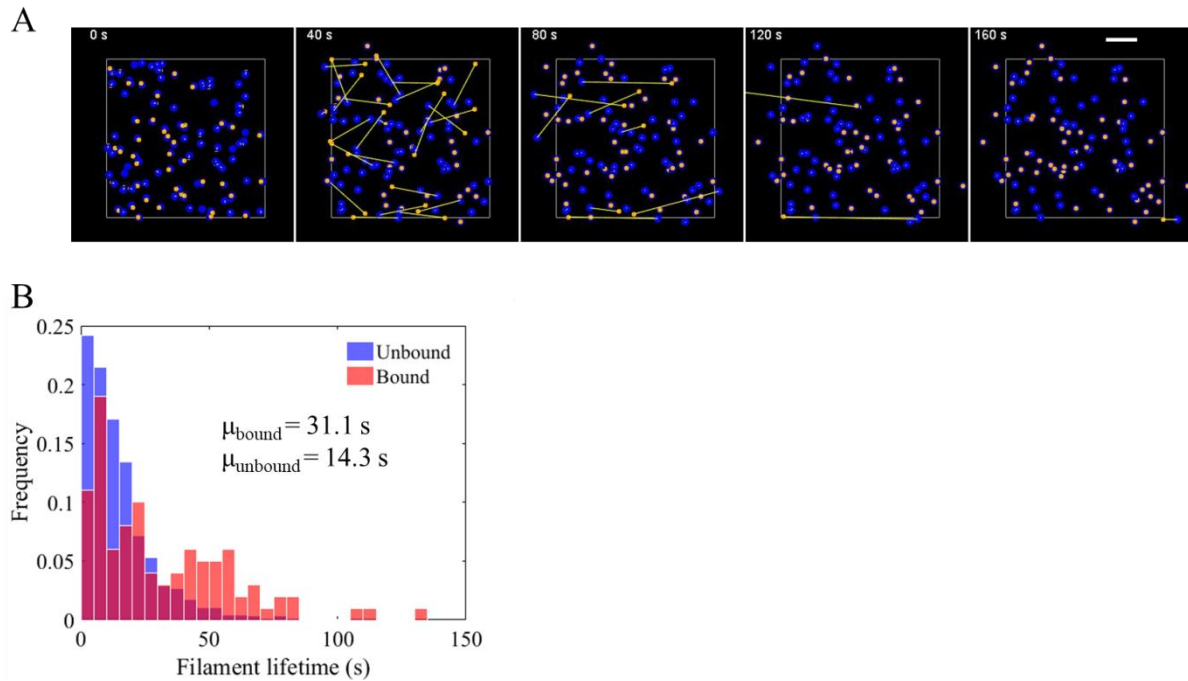 A
0 s 40 s 80 s 120 s 160 s
B
0.25
0.2
0.15
0.1
0.05
0
Frequency
Unbound
Bound
μbound = 31.1 s
μunbound = 14.3 s
0 50 100 150
Filament lifetime (s)